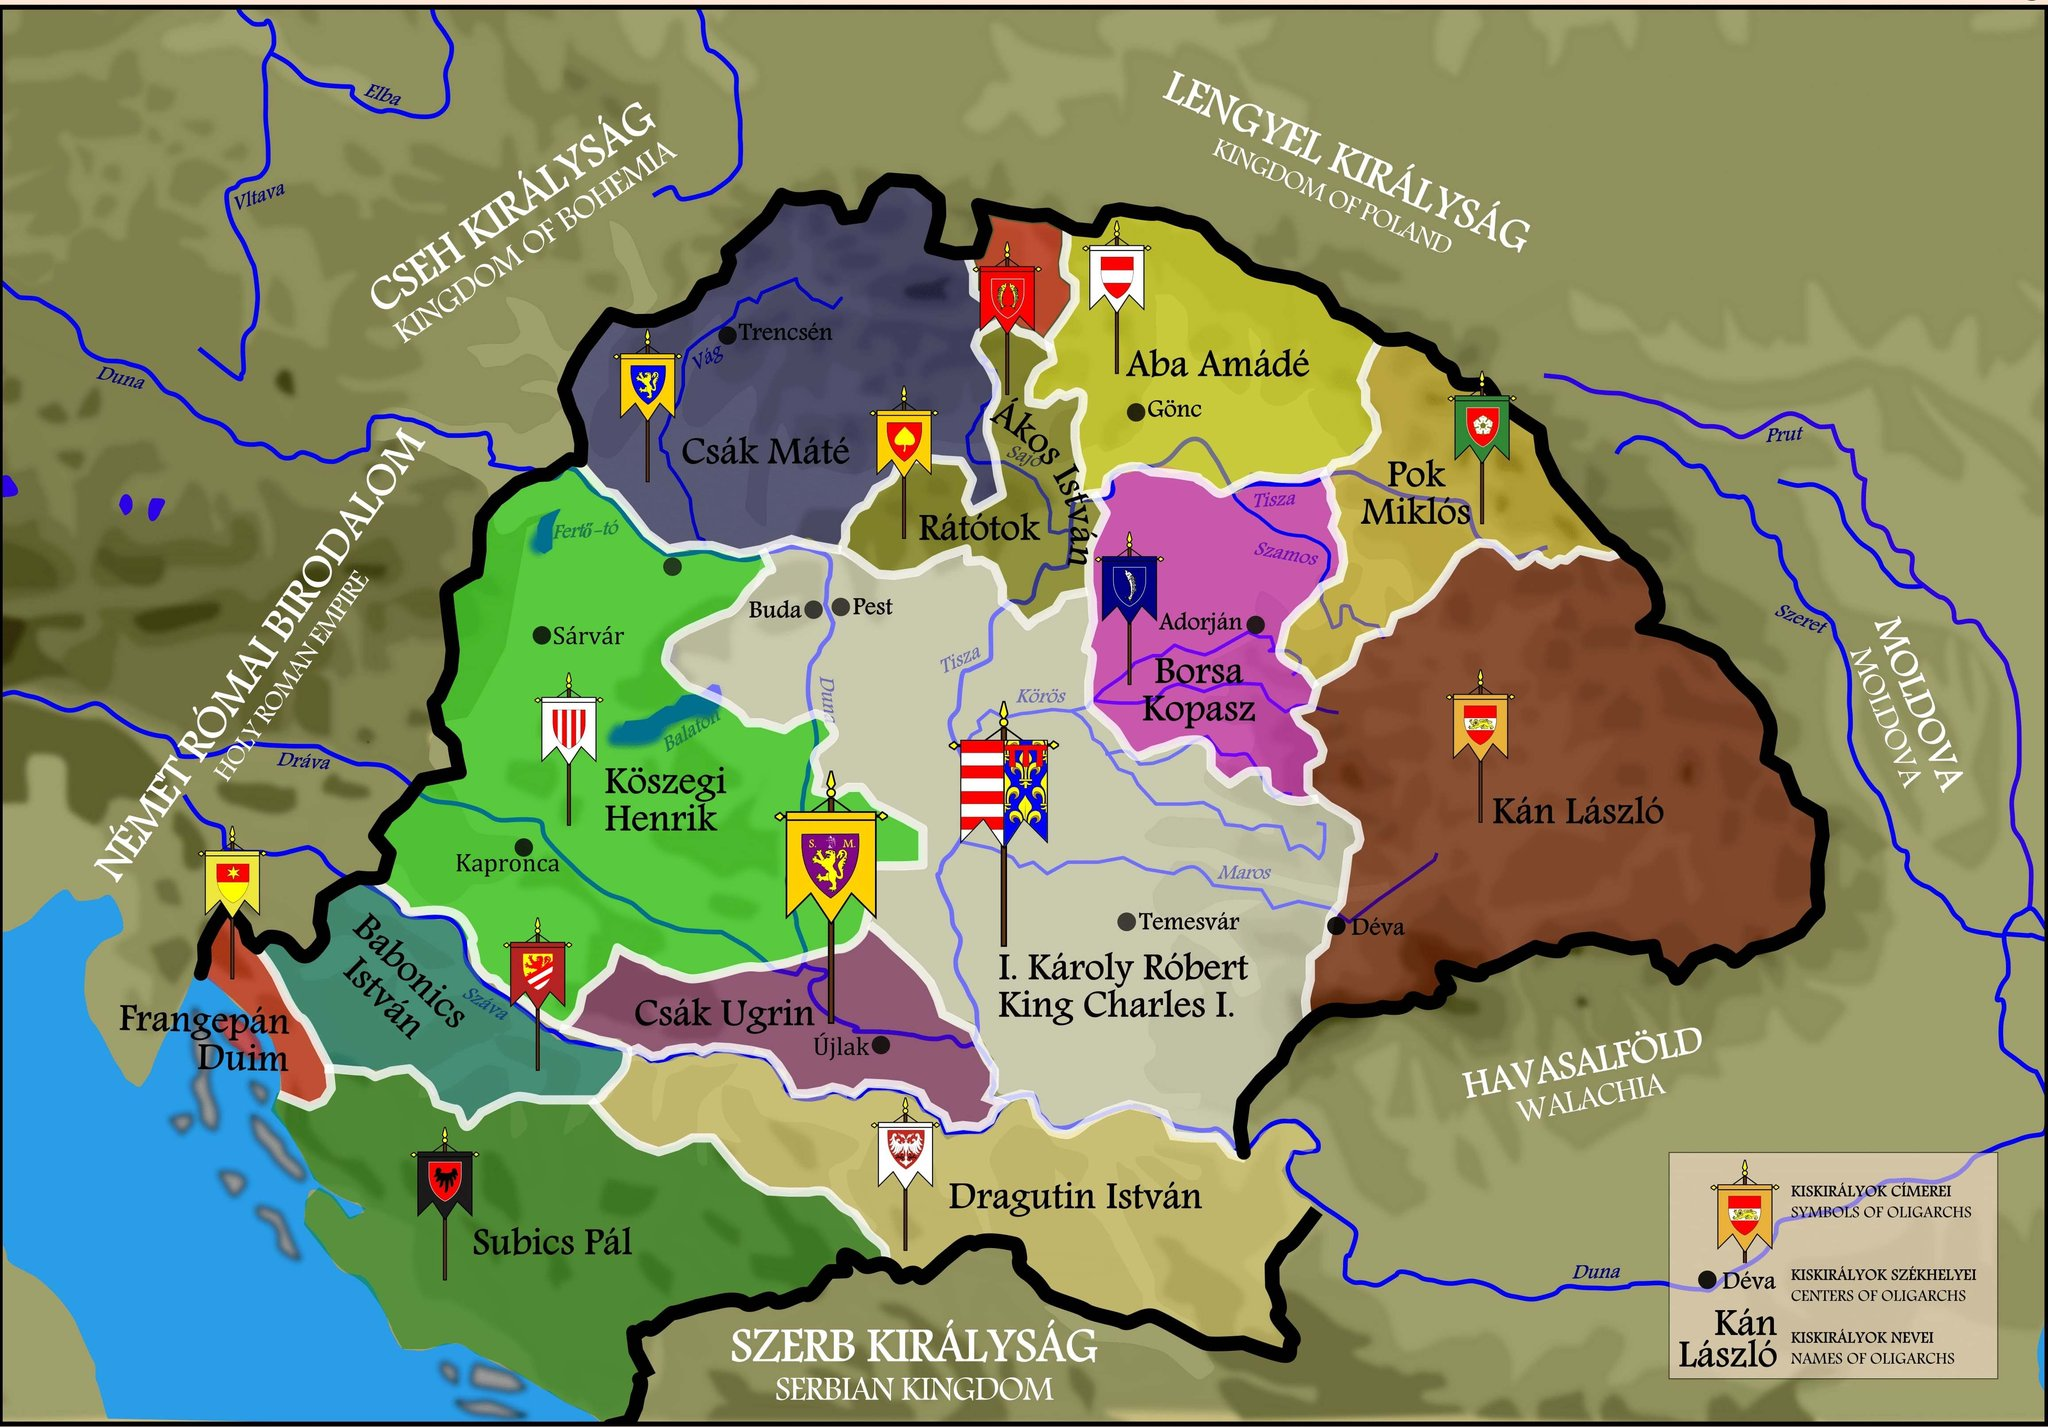 Elba
Vltava
CSEH KIRÁLYSÁG
KINGDOM OF BOHEMIA
LENGYEL KIRÁLYSÁG
KINGDOM OF POLAND
Duna
Trencsén
Vág
Csák Máté
Aba Amádé
Gönc
Ákos István
Sajó
Rátótok
Pok
Miklós
Prut
Szeret
MOLDOVA
MOLDOVA
NÉMET RÓMAI BIRODALOM
HOLY ROMAN EMPIRE
Fertő-tó
Tisza
Szamos
Buda
Pest
Sárvár
Adorján
Borsa
Kopasz
Tisza
Körös
Duna
Balaton
Dráva
Köszegi
Henrik
Kán László
S. M.
Kapronca
Maros
Temesvár
Déva
I. Károly Róbert
King Charles I.
Babonics
István
Száva
Csák Ugrin
Újlak
Frangepán
Duim
HAVASALFÖLD
WALACHIA
Dragutin István
Subics Pál
Duna
SZERB KIRÁLYSÁG
SERBIAN KINGDOM
KISKIRÁLYOK CÍMEREI
SYMBOLS OF OLIGARCHS
Déva
KISKIRÁLYOK SZÉKHELYEI
CENTERS OF OLIGARCHS
Kán
László
KISKIRÁLYOK NEVEI
NAMES OF OLIGARCHS